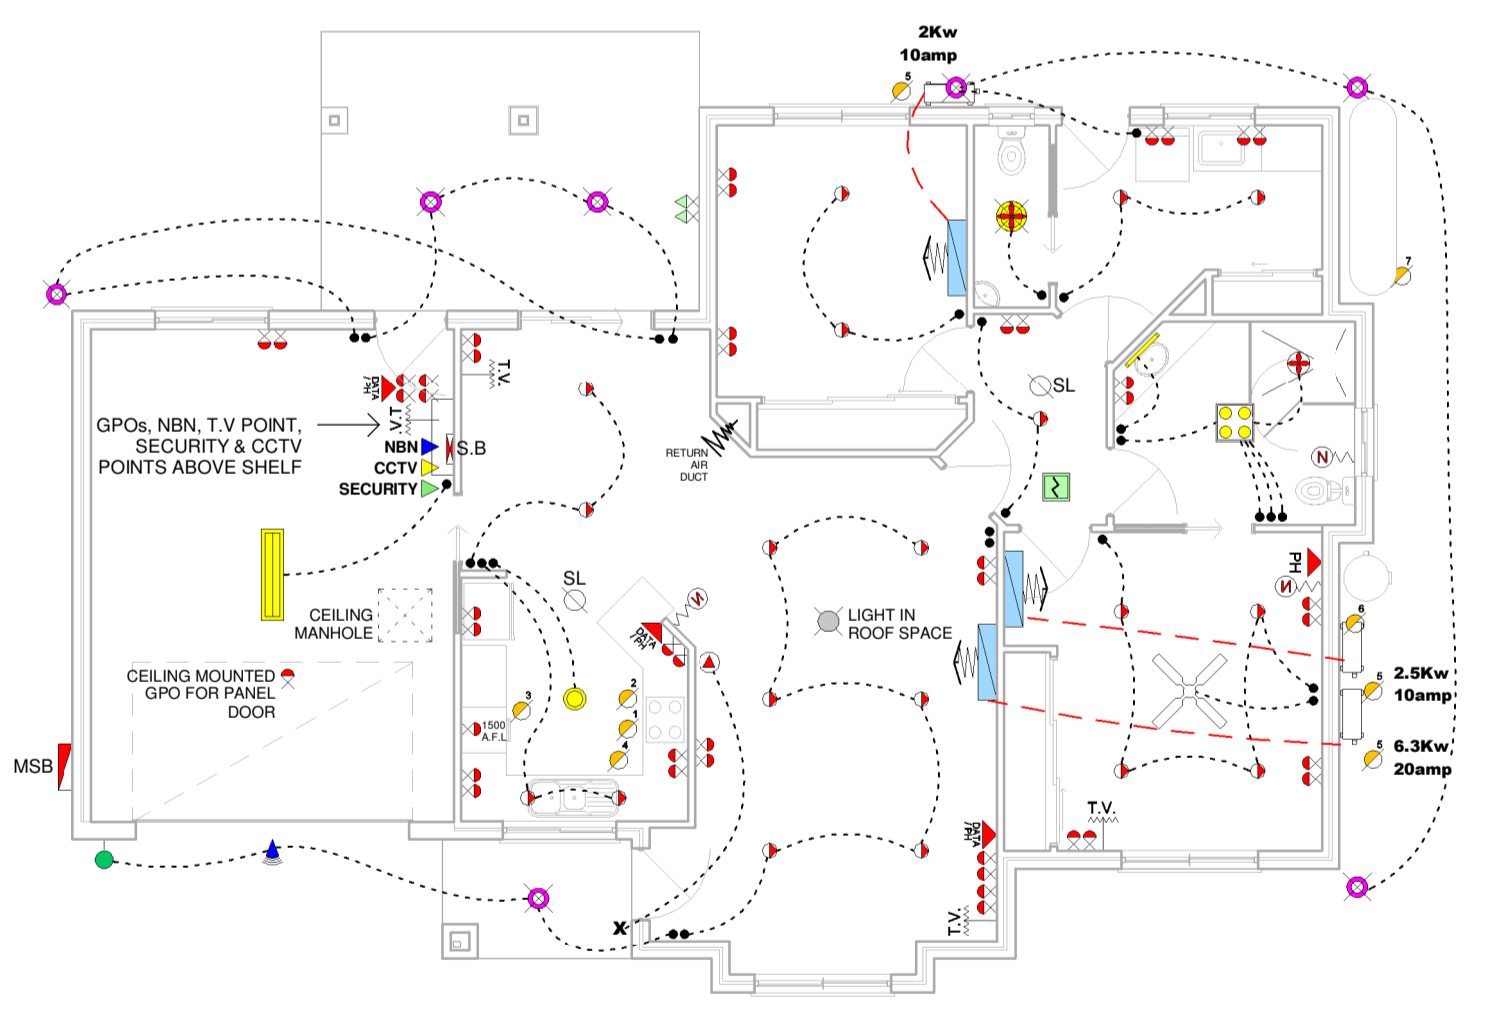 2Kw
10amp
5
7
T.V.
DATA
/PH
T.V.
SL
GPOs, NBN, T.V POINT,
SECURITY & CCTV
POINTS ABOVE SHELF
NBN
S.B
CCTV
SECURITY
RETURN
AIR
DUCT
N
PH
N
SL
N
CEILING
MANHOLE
LIGHT IN
ROOF SPACE
DATA
/PH
6
CEILING MOUNTED
GPO FOR PANEL
DOOR
2
3
1
1500
A.F.L
4
5
2.5Kw
10amp
5
6.3Kw
20amp
MSB
T.V.
DATA
/PH
T.V.
X